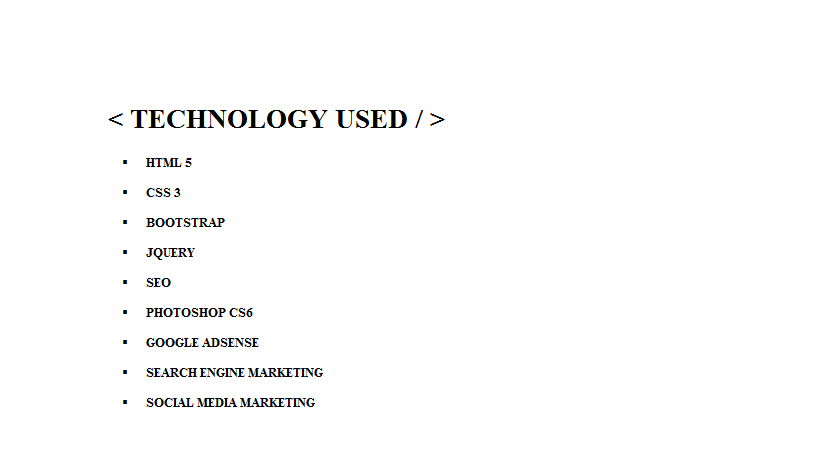 < TECHNOLOGY USED / >
▪ HTML 5
▪ CSS 3
▪ BOOTSTRAP
▪ JQUERY
▪ SEO
▪ PHOTOSHOP CS6
▪ GOOGLE ADSENSE
▪ SEARCH ENGINE MARKETING
▪ SOCIAL MEDIA MARKETING